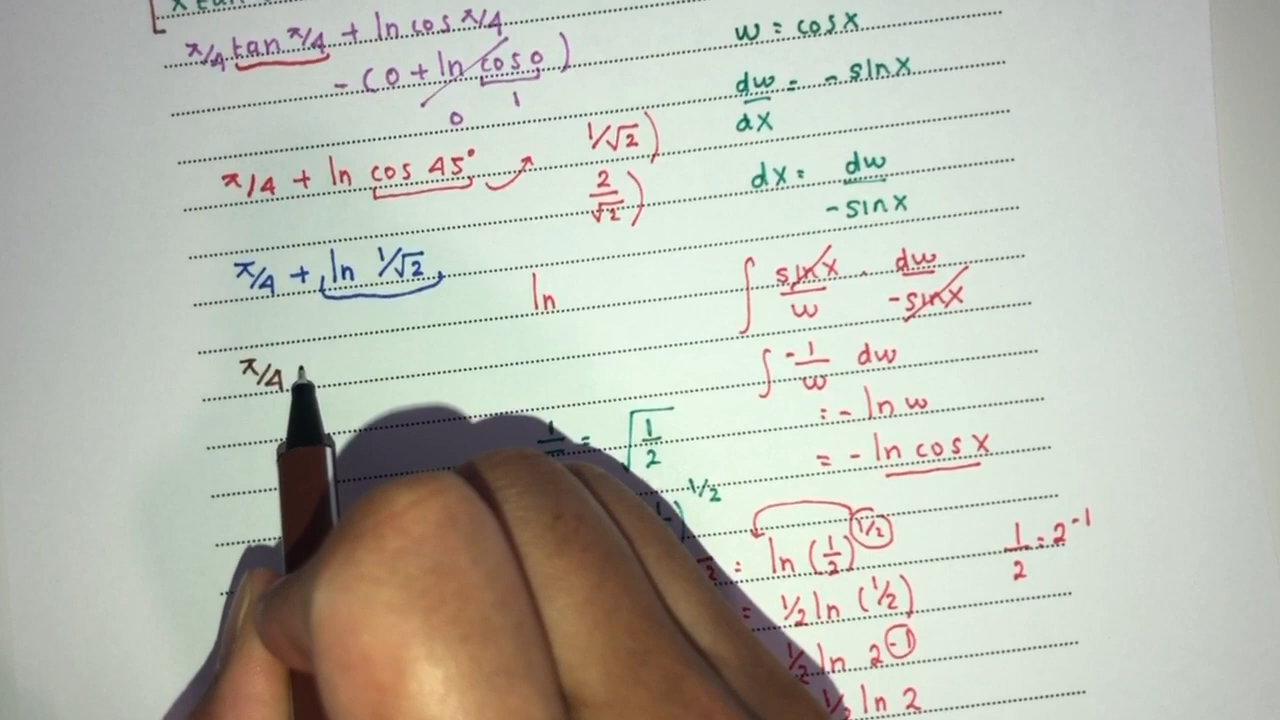 π/4 tan π/4 + ln cos π/4
- (0 + ln cos 0)
0 1
π/4 + ln cos 45°
1/√2)
2/√2)
π/4 + ln 1/√2
ln
π/4
1 = √(1/2)
)^1/2
w = cos x
dw/dx = - sin x
dx = dw/-sin x
∫ sin x/w · dw/-sin x
∫ -1/w dw
= - ln w
= - ln cos x
= ln (1/2)^1/2
1/2 = 2^-1
= 1/2 ln (1/2)
1/2 ln 2^-1
1/2 ln 2